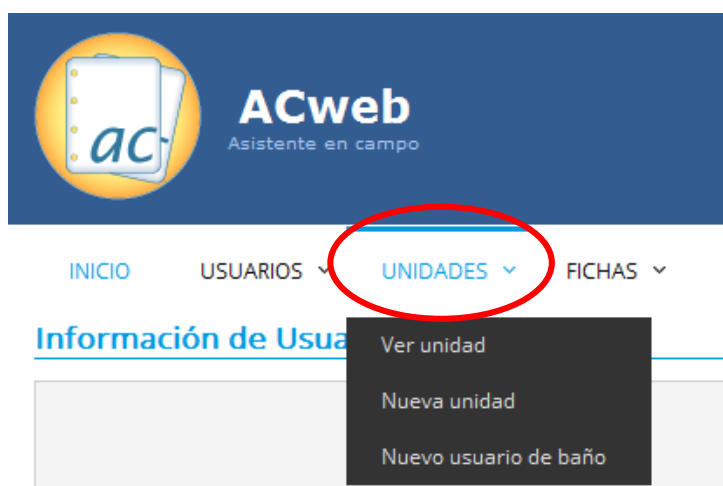 ac
ACweb
Asistente en campo
INICIO USUARIOS UNIDADES FICHAS
Información de Usua
Ver unidad
Nueva unidad
Nuevo usuario de baño